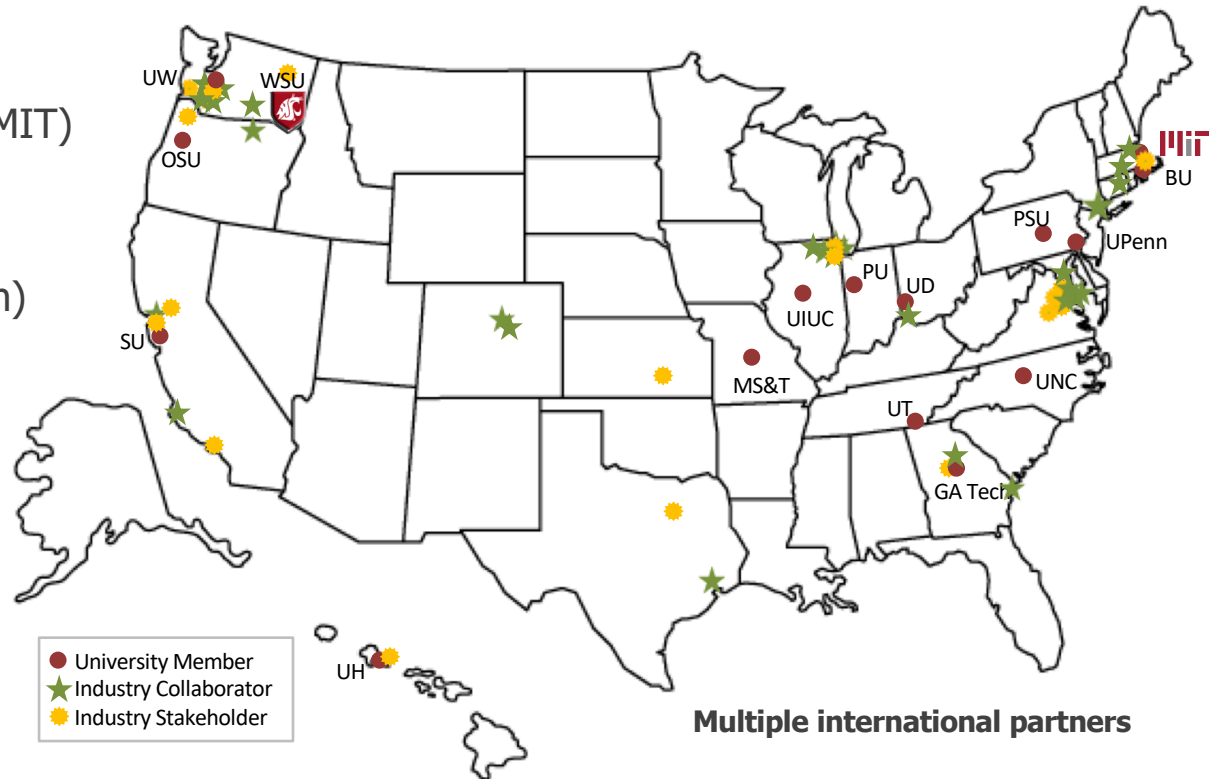 MIT)
n)
UW
WSU
OSU
SU
UIUC
PU
UD
MS&T
UT
UNC
GA Tech
PSU
UPenn
MiT
BU
UH
University Member
Industry Collaborator
Industry Stakeholder
Multiple international partners